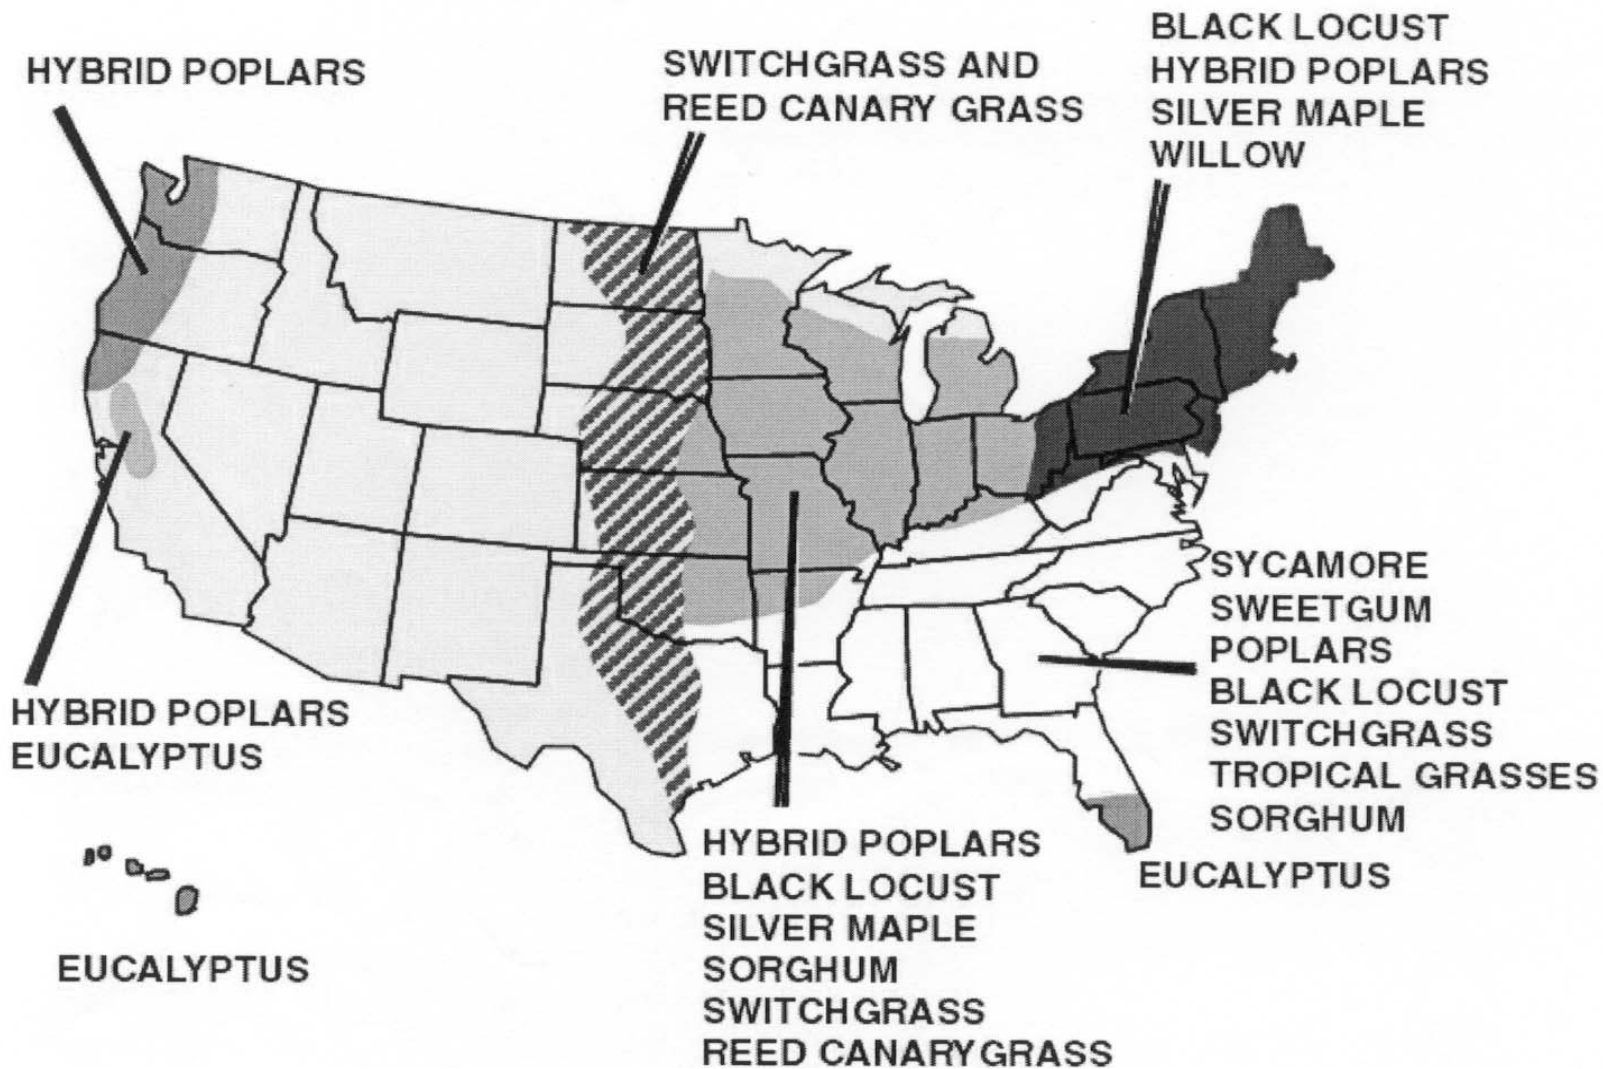 HYBRID POPLARS
SWITCHGRASS AND
REED CANARY GRASS
BLACK LOCUST
HYBRID POPLARS
SILVER MAPLE
WILLOW
HYBRID POPLARS
EUCALYPTUS
SYCAMORE
SWEETGUM
POPLARS
BLACK LOCUST
SWITCHGRASS
TROPICAL GRASSES
SORGHUM
EUCALYPTUS
HYBRID POPLARS
BLACK LOCUST
SILVER MAPLE
SORGHUM
SWITCHGRASS
REED CANARYGRASS
EUCALYPTUS